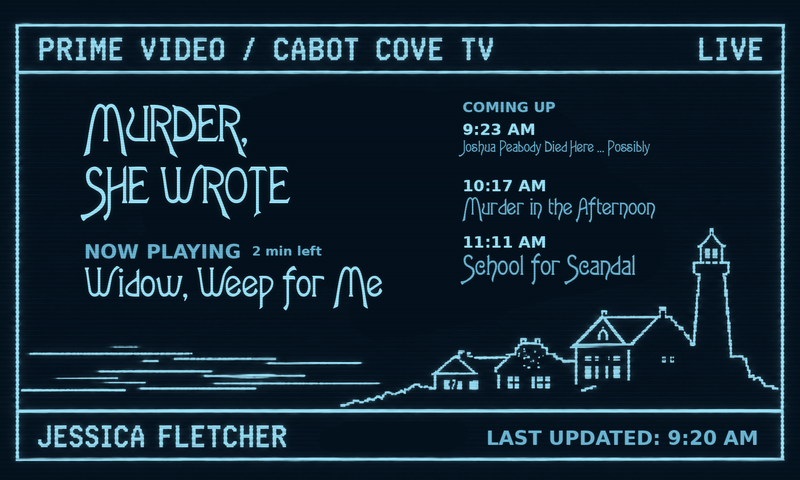 PRIME VIDEO / CABOT COVE TV
LIVE
MURDER,
SHE WROTE
NOW PLAYING 2 min left
Widow, Weep for Me
COMING UP
9:23 AM
Joshua Peabody Died Here ... Possibly
10:17 AM
Murder in the Afternoon
11:11 AM
School for Scandal
JESSICA FLETCHER
LAST UPDATED: 9:20 AM